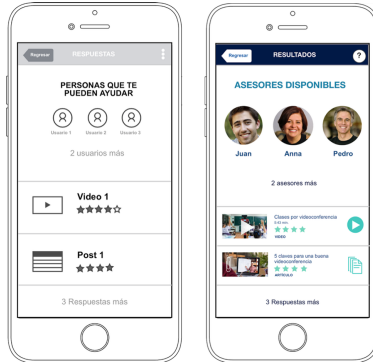 Regresar
RESPUESTAS
PERSONAS QUE TE
PUEDEN AYUDAR
Usuario 1 Usuario 2 Usuario 3
2 usuarios más
Video 1
Post 1
3 Respuestas más
Regresar
RESULTADOS
?
ASESORES DISPONIBLES
Juan Anna Pedro
2 asesores más
Clases por videoconferencia
VIDEO
5 claves para una buena
videoconferencia
ARTÍCULO
3 Respuestas más